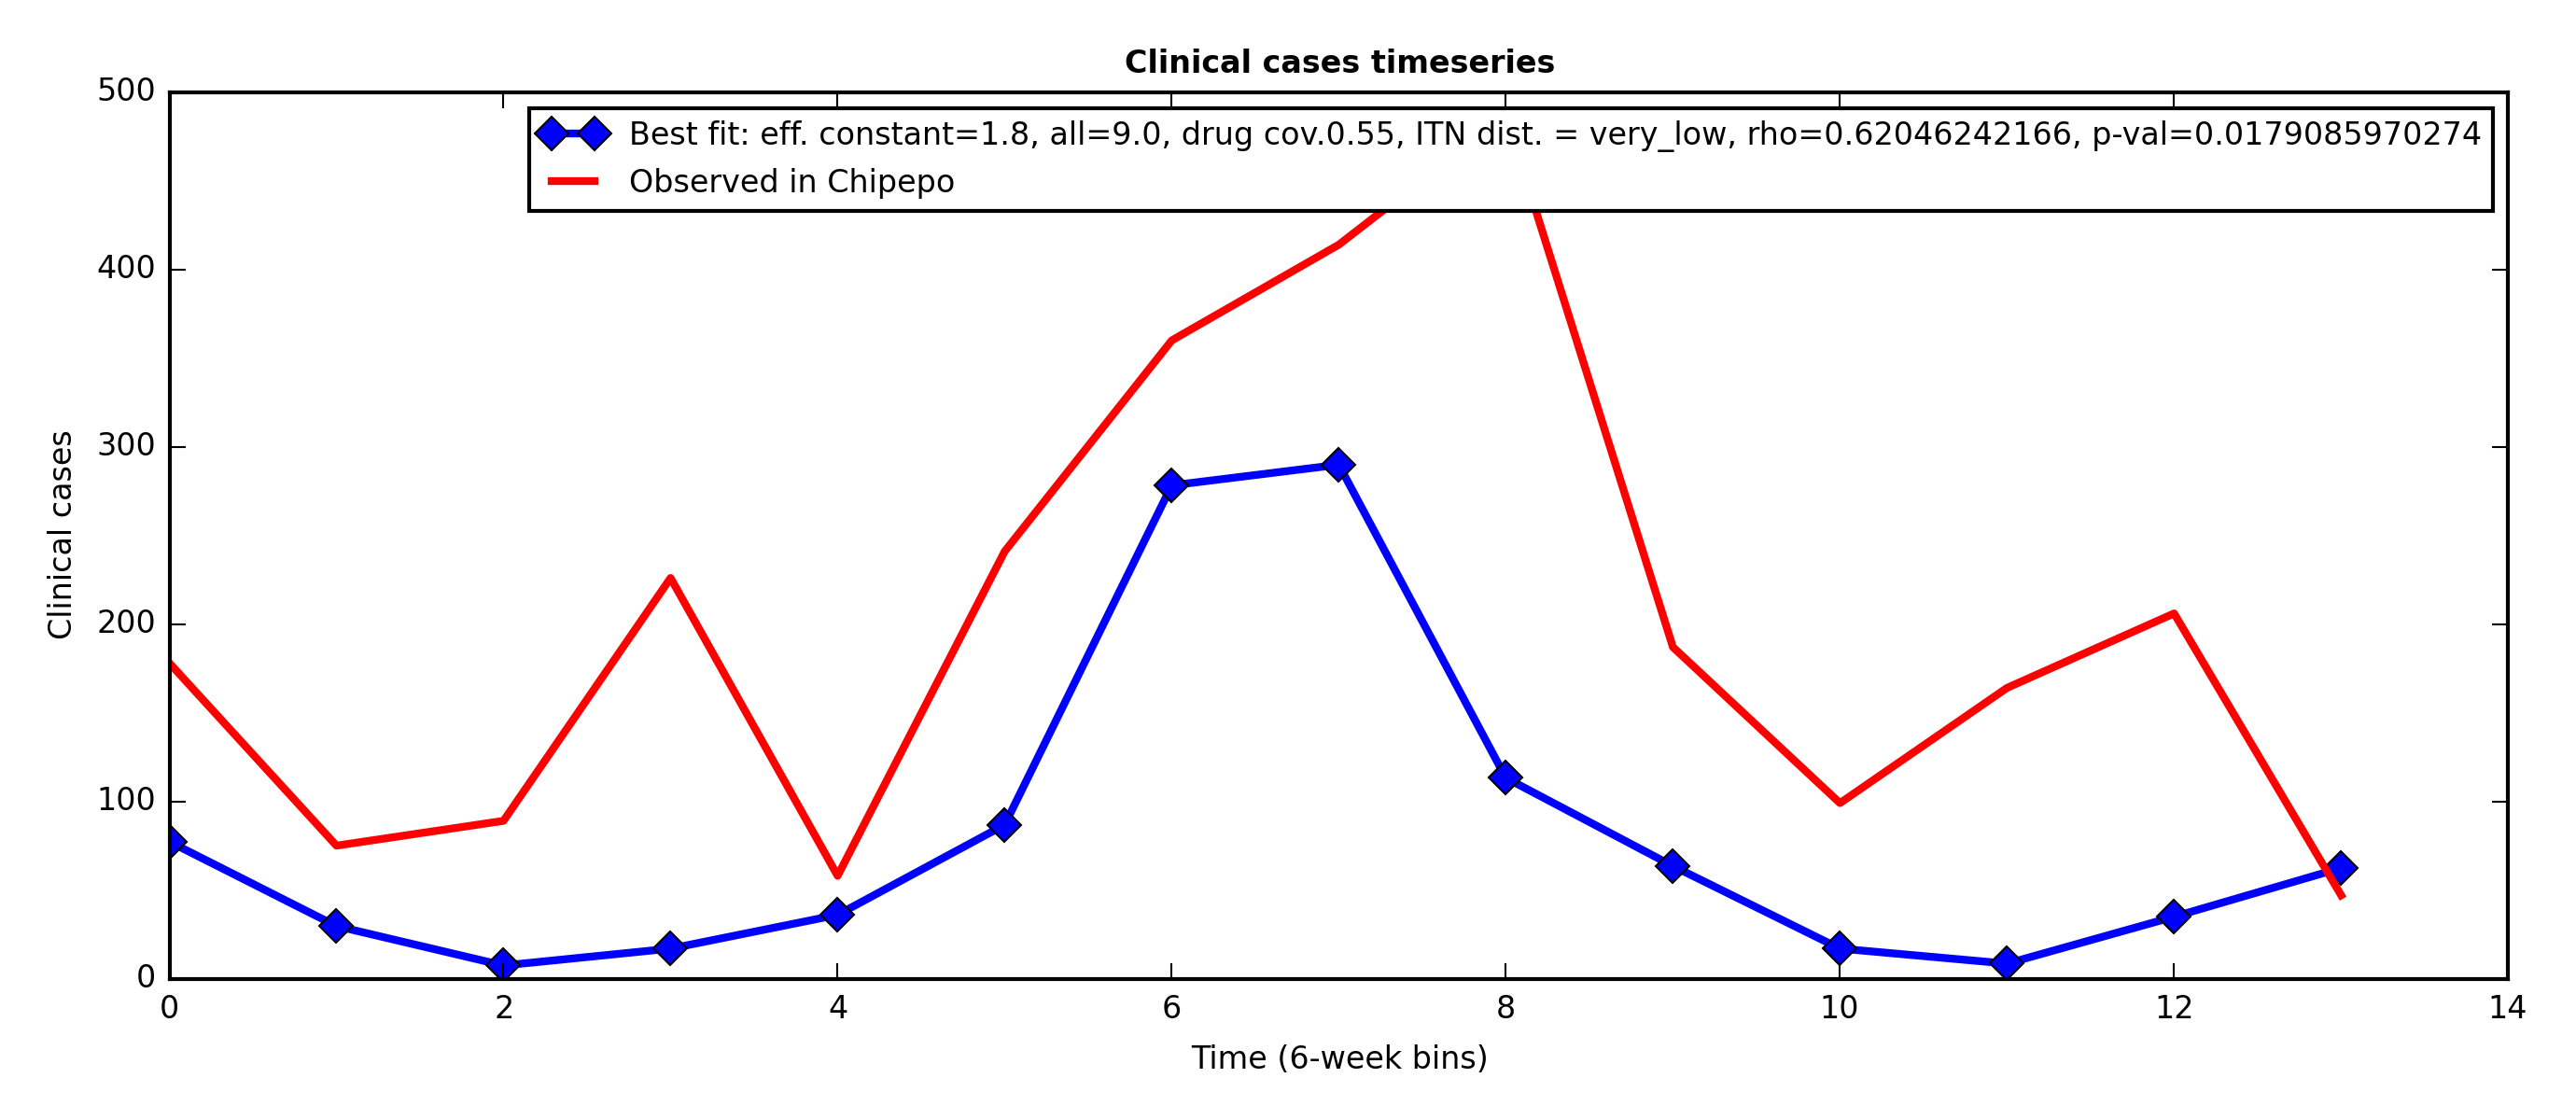 Clinical cases timeseries
500
400
300
200
100
0
Clinical cases
Best fit: eff. constant=1.8, all=9.0, drug cov.0.55, ITN dist. = very_low, rho=0.62046242166, p-val=0.0179085970274
Observed in Chipepo
0 2 4 6 8 10 12 14
Time (6-week bins)